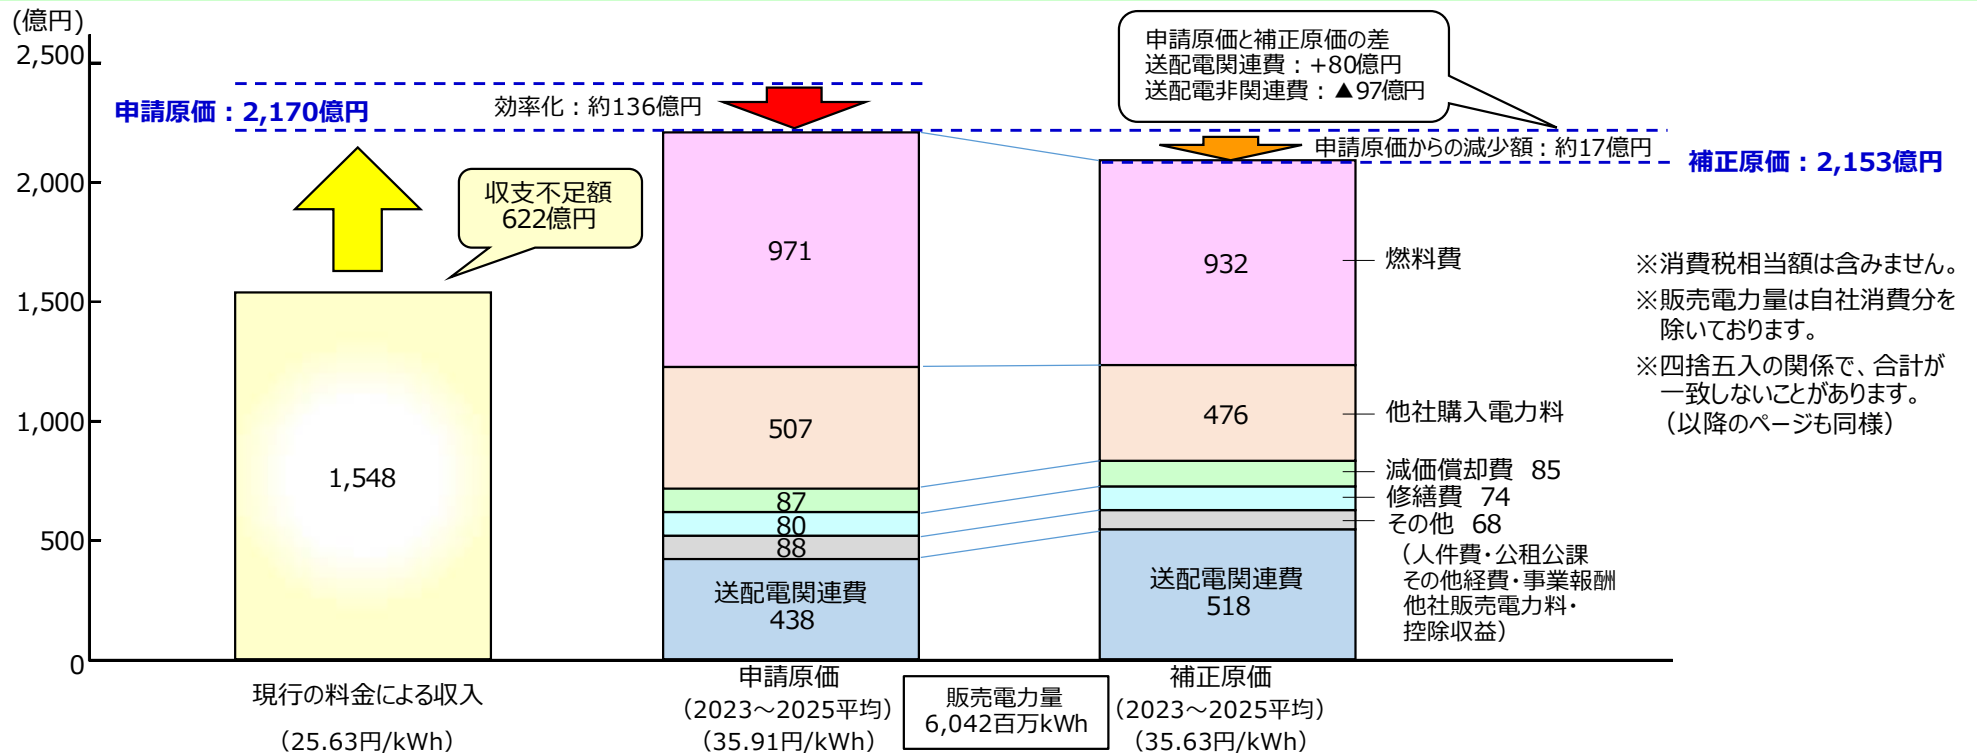 (億円)
2,500
2,000
1,500
1,000
500
0
申請原価：2,170億円
効率化：約136億円
収支不足額
622億円
申請原価と補正原価の差
送配電関連費：+80億円
送配電非関連費：▲97億円
申請原価からの減少額：約17億円
補正原価：2,153億円
1,548
971
507
87
80
88
送配電関連費
438
932
476
送配電関連費
518
燃料費
他社購入電力料
減価償却費 85
修繕費 74
その他 68
（人件費・公租公課
その他経費・事業報酬
他社販売電力料・
控除収益）
※消費税相当額は含みません。
※販売電力量は自社消費分を
除いております。
※四捨五入の関係で、合計が
一致しないことがあります。
（以降のページも同様）
現行の料金による収入
（25.63円/kWh）
申請原価
（2023～2025平均）
（35.91円/kWh）
販売電力量
6,042百万kWh
補正原価
（2023～2025平均）
（35.63円/kWh）